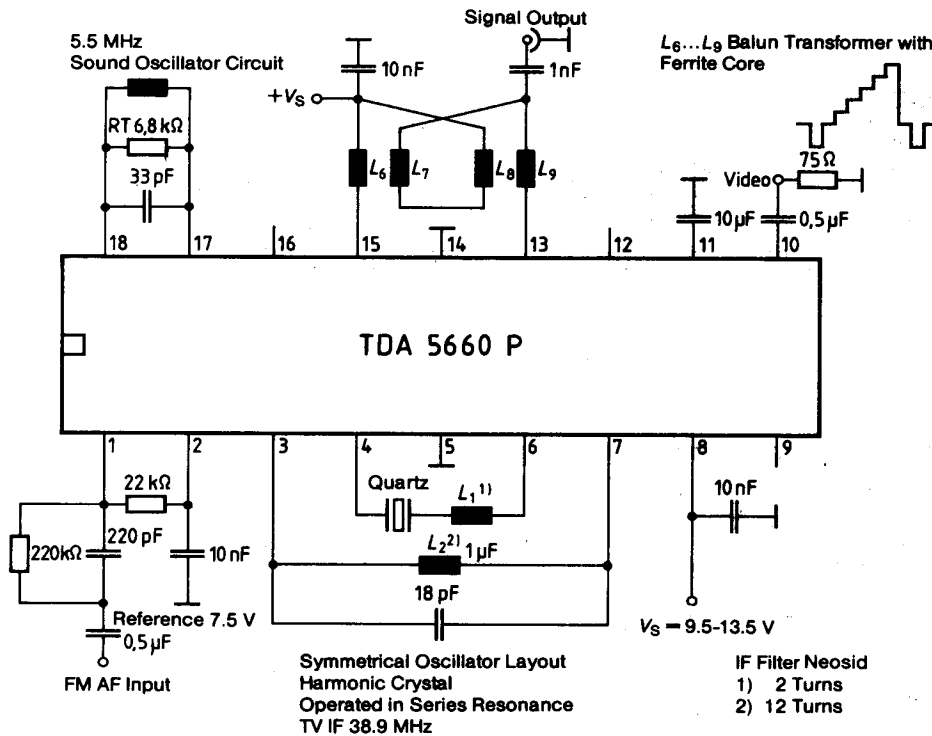 Signal Output
5.5 MHz
Sound Oscillator Circuit
L6...L9 Balun Transformer with
Ferrite Core
10 nF
1 nF
+VS
RT 6,8 kΩ
33 pF
L6
L7
L8
L9
75 Ω
Video
10 µF
0,5 µF
18
17
16
15
14
13
12
11
10
TDA 5660 P
1
2
3
4
5
6
7
8
9
22 kΩ
Quartz
L1 1)
10 nF
220 kΩ
220 pF
10 nF
L2 2)
1 µF
18 pF
Reference 7.5 V
0,5 µF
VS = 9.5-13.5 V
FM AF Input
Symmetrical Oscillator Layout
Harmonic Crystal
Operated in Series Resonance
TV IF 38.9 MHz
IF Filter Neosid
1) 2 Turns
2) 12 Turns